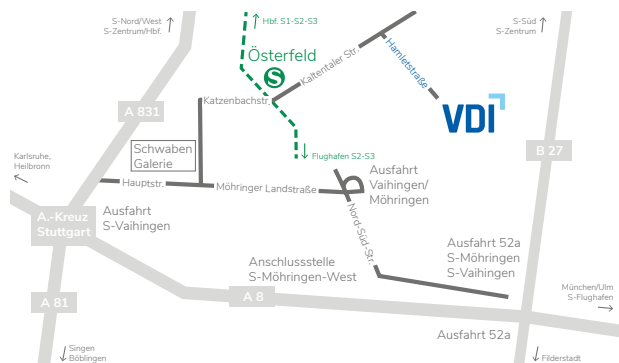 S-Nord/West
S-Zentrum/Hbf.
Hbf. S1-S2-S3
S-Süd
S-Zentrum
Österfeld
S
Kaltentaler Str.
Hamletstraße
Katzenbachstr.
VDI
A 831
Schwaben
Galerie
B 27
Karlsruhe,
Heilbronn
Flughafen S2-S3
Hauptstr.
Möhringer Landstraße
Ausfahrt
Vaihingen/
Möhringen
A.-Kreuz
Stuttgart
Ausfahrt
S-Vaihingen
Nord-Süd-Str.
Ausfahrt 52a
S-Möhringen
S-Vaihingen
Anschlussstelle
S-Möhringen-West
A 81
A 8
München/Ulm
S-Flughafen
Ausfahrt 52a
Singen
Böblingen
Filderstadt